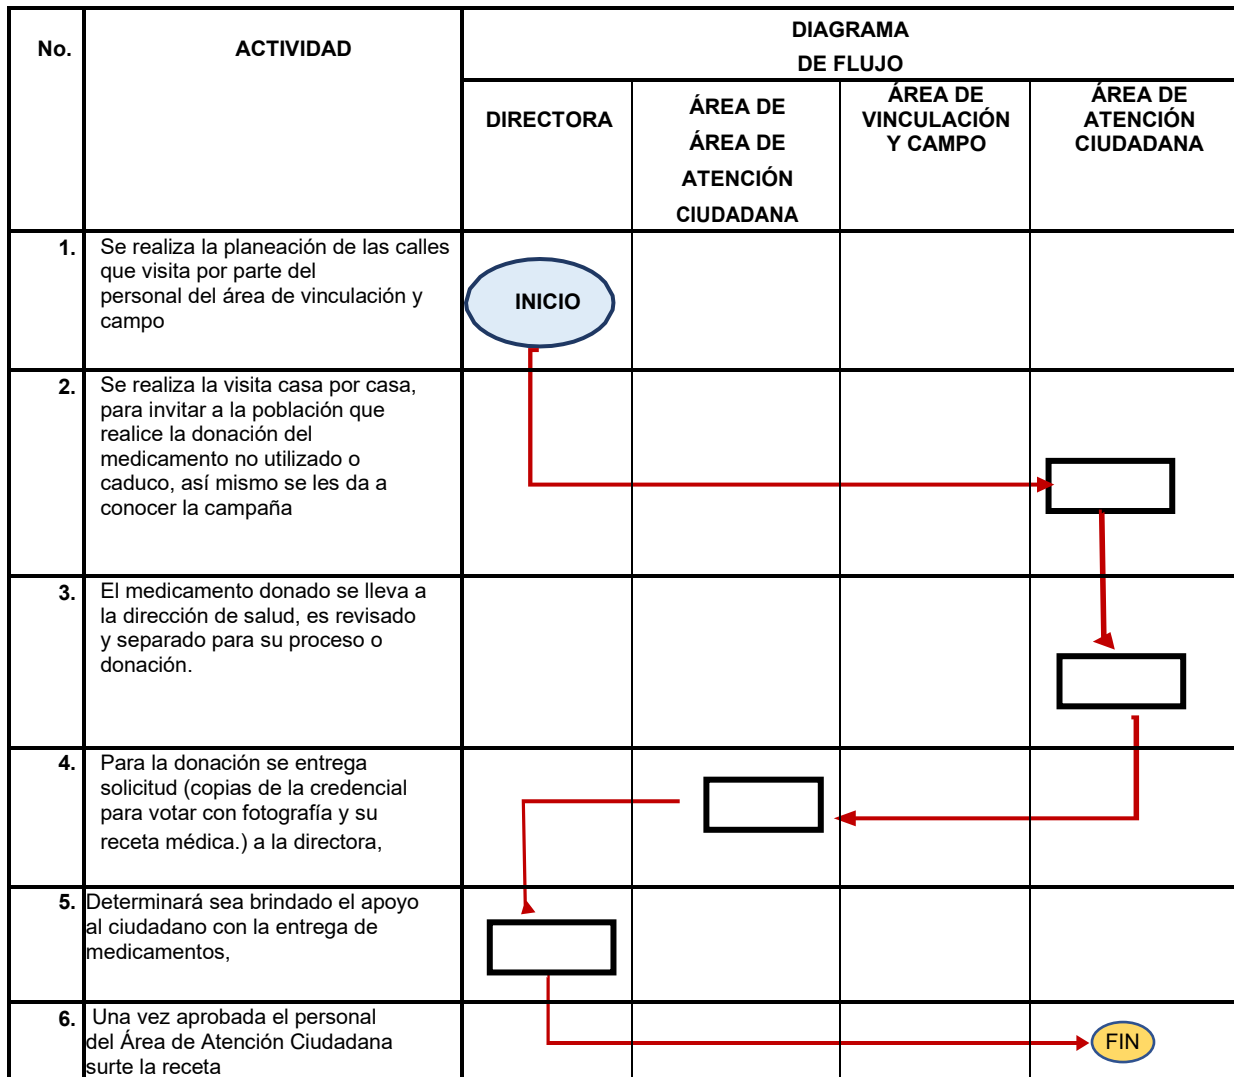 No.
ACTIVIDAD
DIAGRAMA
DE FLUJO
DIRECTORA
ÁREA DE
ÁREA DE
ATENCIÓN
CIUDADANA
ÁREA DE
VINCULACIÓN
Y CAMPO
ÁREA DE
ATENCIÓN
CIUDADANA
1.
Se realiza la planeación de las calles
que visita por parte del
personal del área de vinculación y
campo
INICIO
2.
Se realiza la visita casa por casa,
para invitar a la población que
realice la donación del
medicamento no utilizado o
caduco, así mismo se les da a
conocer la campaña
3.
El medicamento donado se lleva a
la dirección de salud, es revisado
y separado para su proceso o
donación.
4.
Para la donación se entrega
solicitud (copias de la credencial
para votar con fotografía y su
receta médica.) a la directora,
5.
Determinará sea brindado el apoyo
al ciudadano con la entrega de
medicamentos,
6.
Una vez aprobada el personal
del Área de Atención Ciudadana
surte la receta
FIN